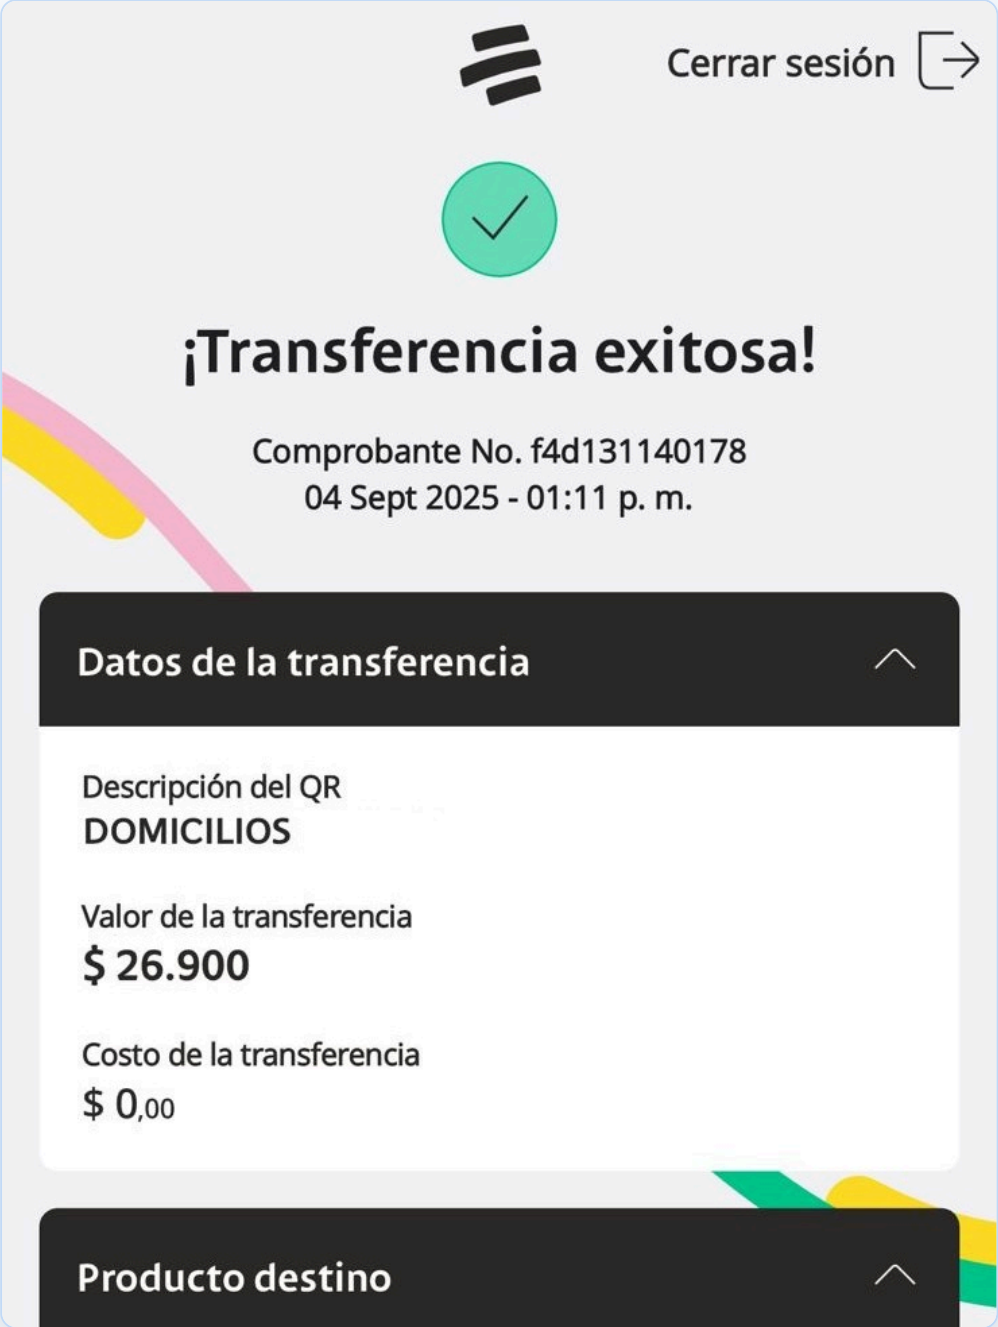 Cerrar sesión
¡Transferencia exitosa!
Comprobante No. f4d131140178
04 Sept 2025 - 01:11 p. m.
Datos de la transferencia
Descripción del QR
DOMICILIOS
Valor de la transferencia
$ 26.900
Costo de la transferencia
$ 0,00
Producto destino